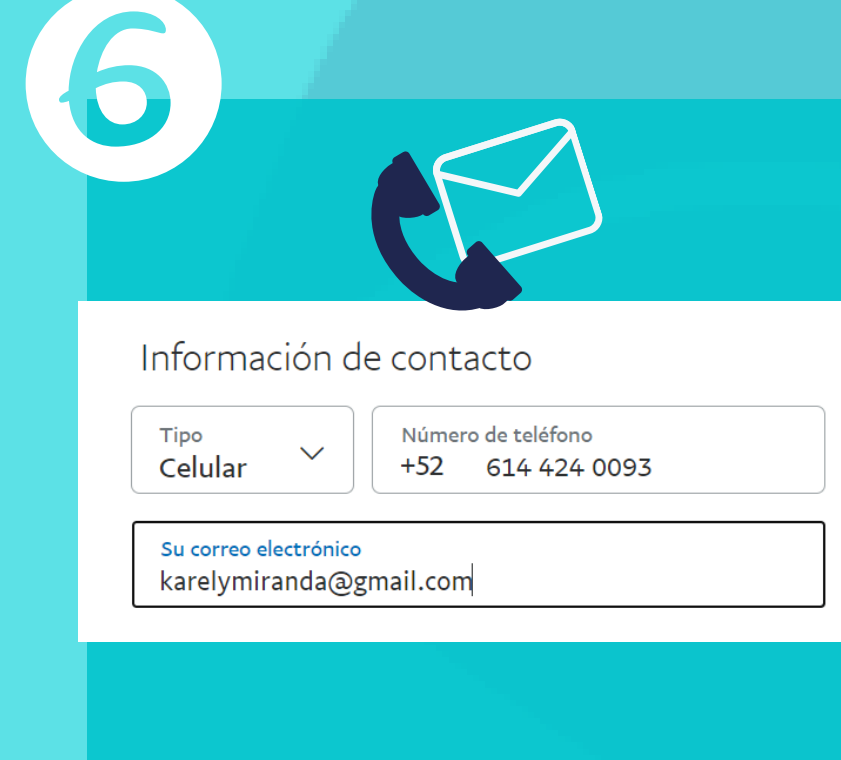 6
Información de contacto
Tipo
Celular
Número de teléfono
+52 614 424 0093
Su correo electrónico
karelymiranda@gmail.com